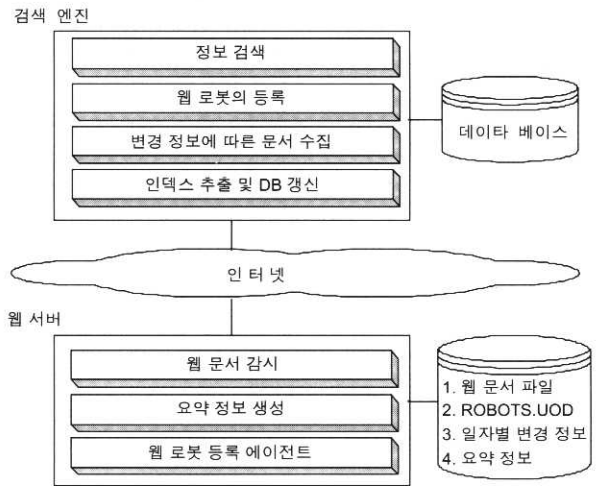 검색 엔진
정보 검색
웹 로봇의 등록
변경 정보에 따른 문서 수집
인덱스 추출 및 DB 갱신
데이타 베이스
인 터 넷
웹 서버
웹 문서 감시
요약 정보 생성
웹 로봇 등록 에이전트
1. 웹 문서 파일
2. ROBOTS.UOD
3. 일자별 변경 정보
4. 요약 정보